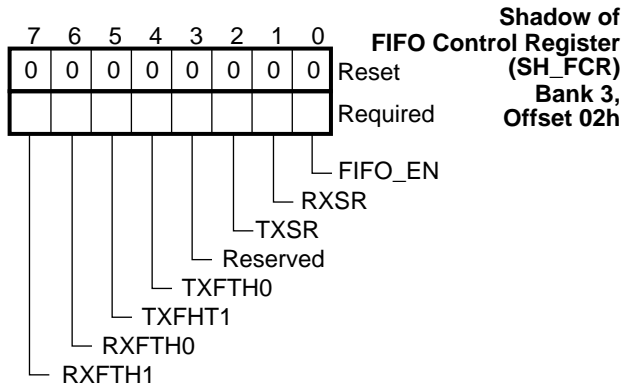 Shadow of
FIFO Control Register
(SH_FCR)
Bank 3,
Offset 02h
7 6 5 4 3 2 1 0
0 0 0 0 0 0 0 0 Reset
Required
FIFO_EN
RXSR
TXSR
Reserved
TXFTH0
TXFHT1
RXFTH0
RXFTH1